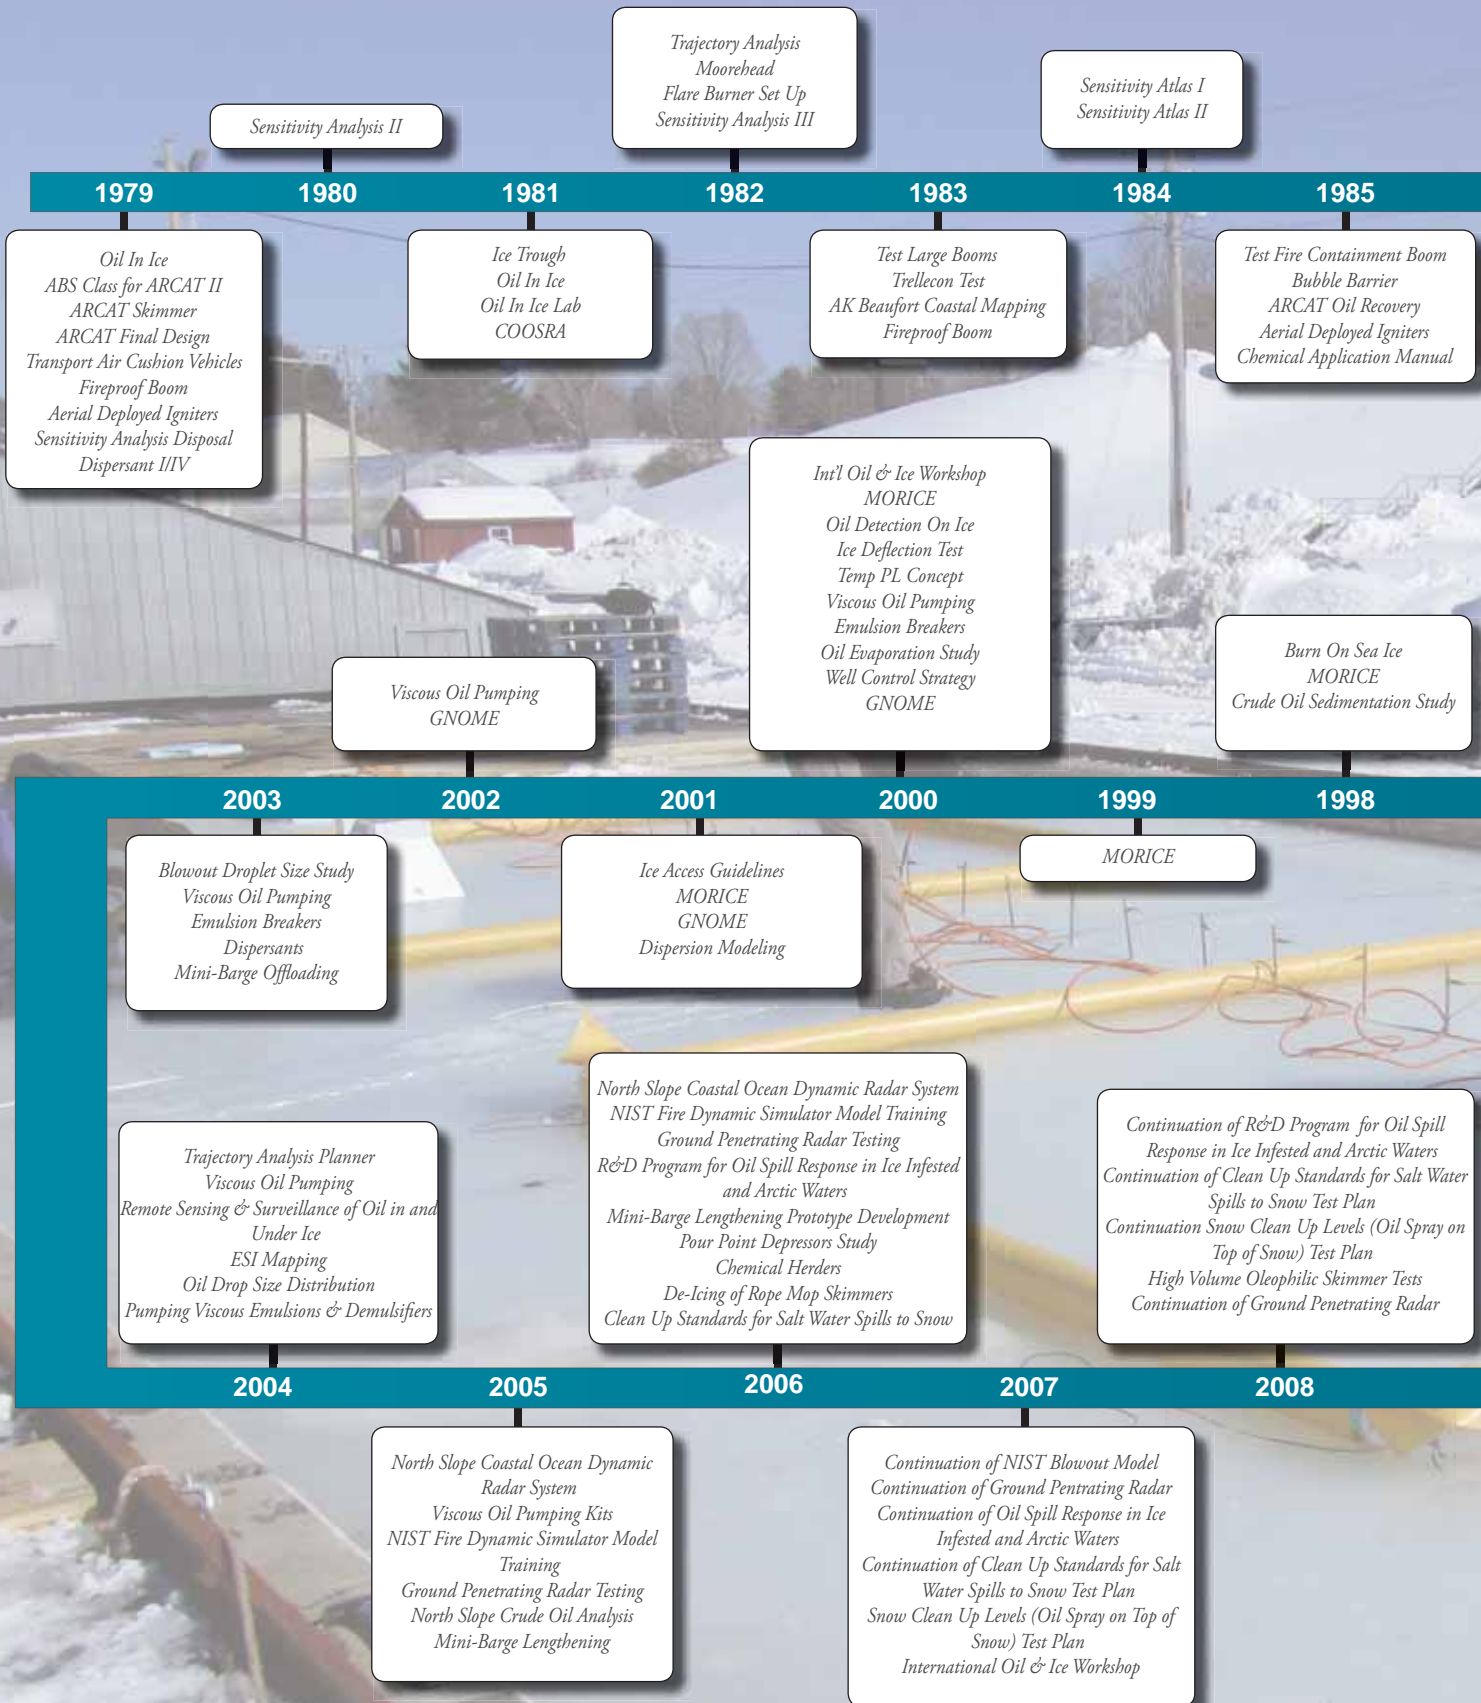 Trajectory Analysis
Moorehead
Flare Burner Set Up
Sensitivity Analysis III
Sensitivity Atlas I
Sensitivity Atlas II
Sensitivity Analysis II
1979
1980
1981
1982
1983
1984
1985
Oil In Ice
ABS Class for ARCAT II
ARCAT Skimmer
ARCAT Final Design
Transport Air Cushion Vehicles
Fireproof Boom
Aerial Deployed Igniters
Sensitivity Analysis Disposal
Dispersant I/IV
Ice Trough
Oil In Ice
Oil In Ice Lab
COOSRA
Test Large Booms
Trellecon Test
AK Beaufort Coastal Mapping
Fireproof Boom
Test Fire Containment Boom
Bubble Barrier
ARCAT Oil Recovery
Aerial Deployed Igniters
Chemical Application Manual
Int'l Oil & Ice Workshop
MORICE
Oil Detection On Ice
Ice Deflection Test
Temp PL Concept
Viscous Oil Pumping
Emulsion Breakers
Oil Evaporation Study
Well Control Strategy
GNOME
Viscous Oil Pumping
GNOME
Burn On Sea Ice
MORICE
Crude Oil Sedimentation Study
2003
2002
2001
2000
1999
1998
Blowout Droplet Size Study
Viscous Oil Pumping
Emulsion Breakers
Dispersants
Mini-Barge Offloading
Ice Access Guidelines
MORICE
GNOME
Dispersion Modeling
MORICE
Trajectory Analysis Planner
Viscous Oil Pumping
Remote Sensing & Surveillance of Oil in and
Under Ice
ESI Mapping
Oil Drop Size Distribution
Pumping Viscous Emulsions & Demulsifiers
North Slope Coastal Ocean Dynamic Radar System
NIST Fire Dynamic Simulator Model Training
Ground Penetrating Radar Testing
R&D Program for Oil Spill Response in Ice Infested
and Arctic Waters
Mini-Barge Lengthening Prototype Development
Pour Point Depressors Study
Chemical Herders
De-Icing of Rope Mop Skimmers
Clean Up Standards for Salt Water Spills to Snow
Continuation of R&D Program for Oil Spill
Response in Ice Infested and Arctic Waters
Continuation of Clean Up Standards for Salt Water
Spills to Snow Test Plan
Continuation Snow Clean Up Levels (Oil Spray on
Top of Snow) Test Plan
High Volume Oleophilic Skimmer Tests
Continuation of Ground Penetrating Radar
2004
2005
2006
2007
2008
North Slope Coastal Ocean Dynamic
Radar System
Viscous Oil Pumping Kits
NIST Fire Dynamic Simulator Model
Training
Ground Penetrating Radar Testing
North Slope Crude Oil Analysis
Mini-Barge Lengthening
Continuation of NIST Blowout Model
Continuation of Ground Pentrating Radar
Continuation of Oil Spill Response in Ice
Infested and Arctic Waters
Continuation of Clean Up Standards for Salt
Water Spills to Snow Test Plan
Snow Clean Up Levels (Oil Spray on Top of
Snow) Test Plan
International Oil & Ice Workshop